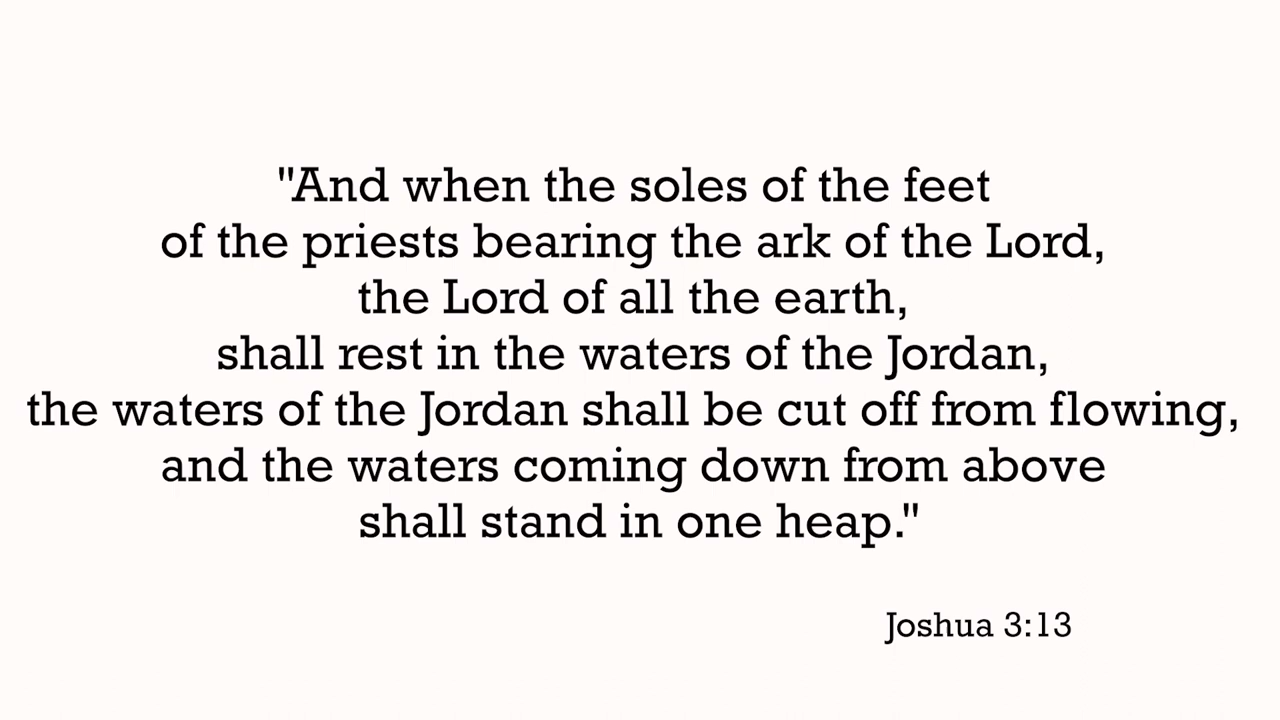 "And when the soles of the feet
of the priests bearing the ark of the Lord,
the Lord of all the earth,
shall rest in the waters of the Jordan,
the waters of the Jordan shall be cut off from flowing,
and the waters coming down from above
shall stand in one heap."
Joshua 3:13